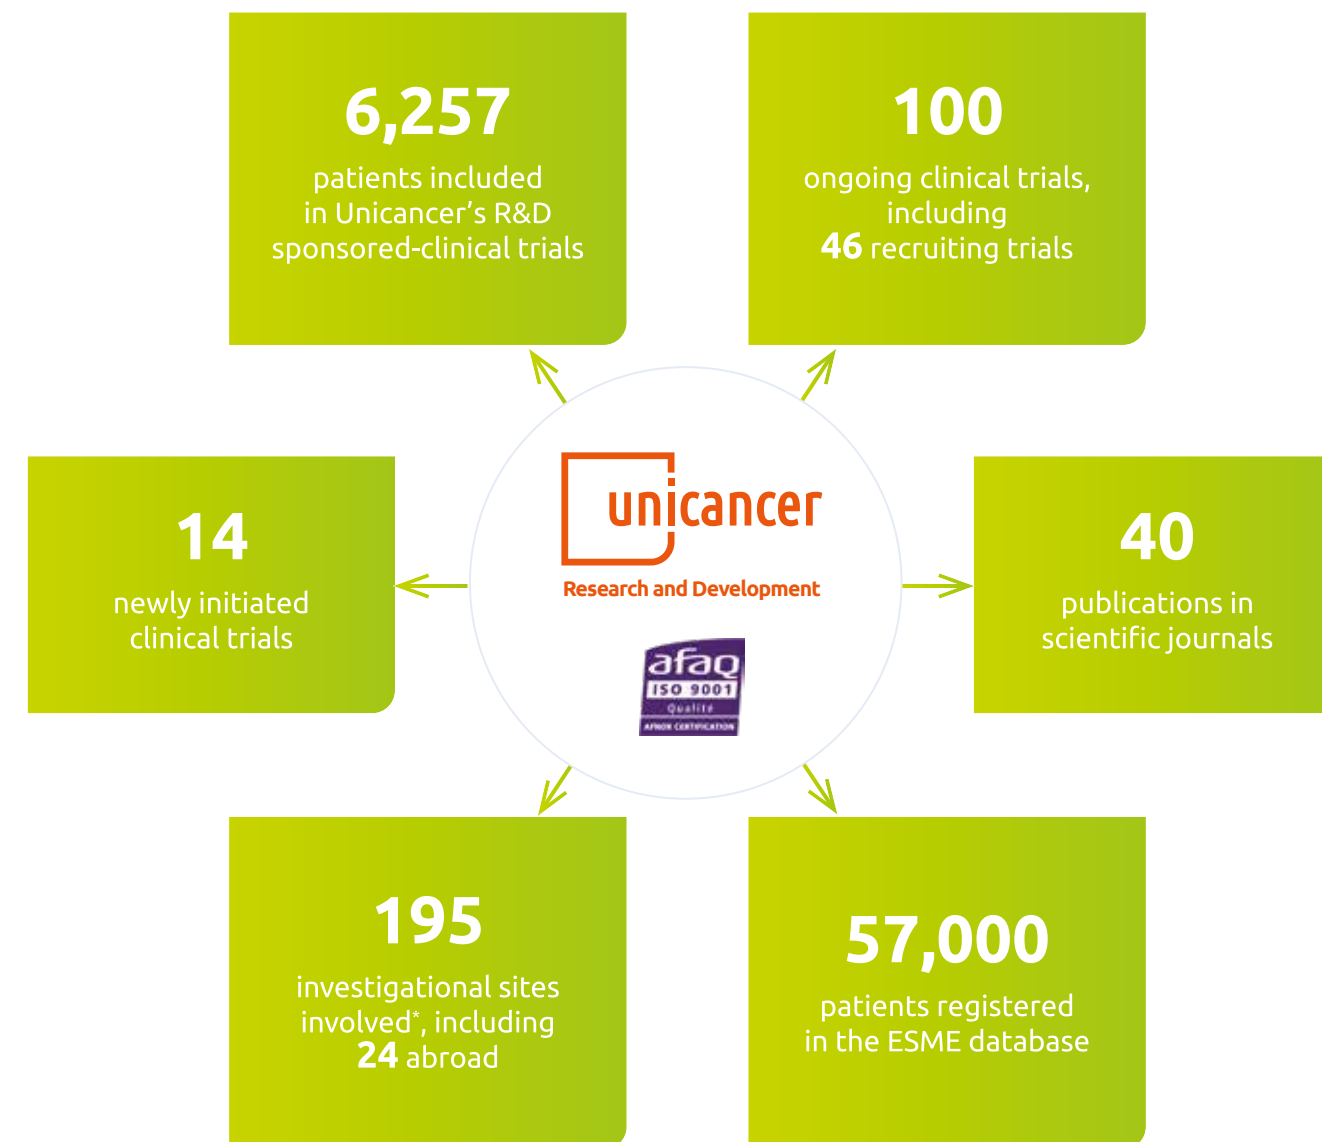 6,257
patients included
in Unicancer’s R&D
sponsored-clinical trials
100
ongoing clinical trials,
including
46 recruiting trials
14
newly initiated
clinical trials
unicancer
Research and Development
afaq
ISO 9001
Qualité
AFNOR CERTIFICATION
40
publications in
scientific journals
195
investigational sites
involved*, including
24 abroad
57,000
patients registered
in the ESME database